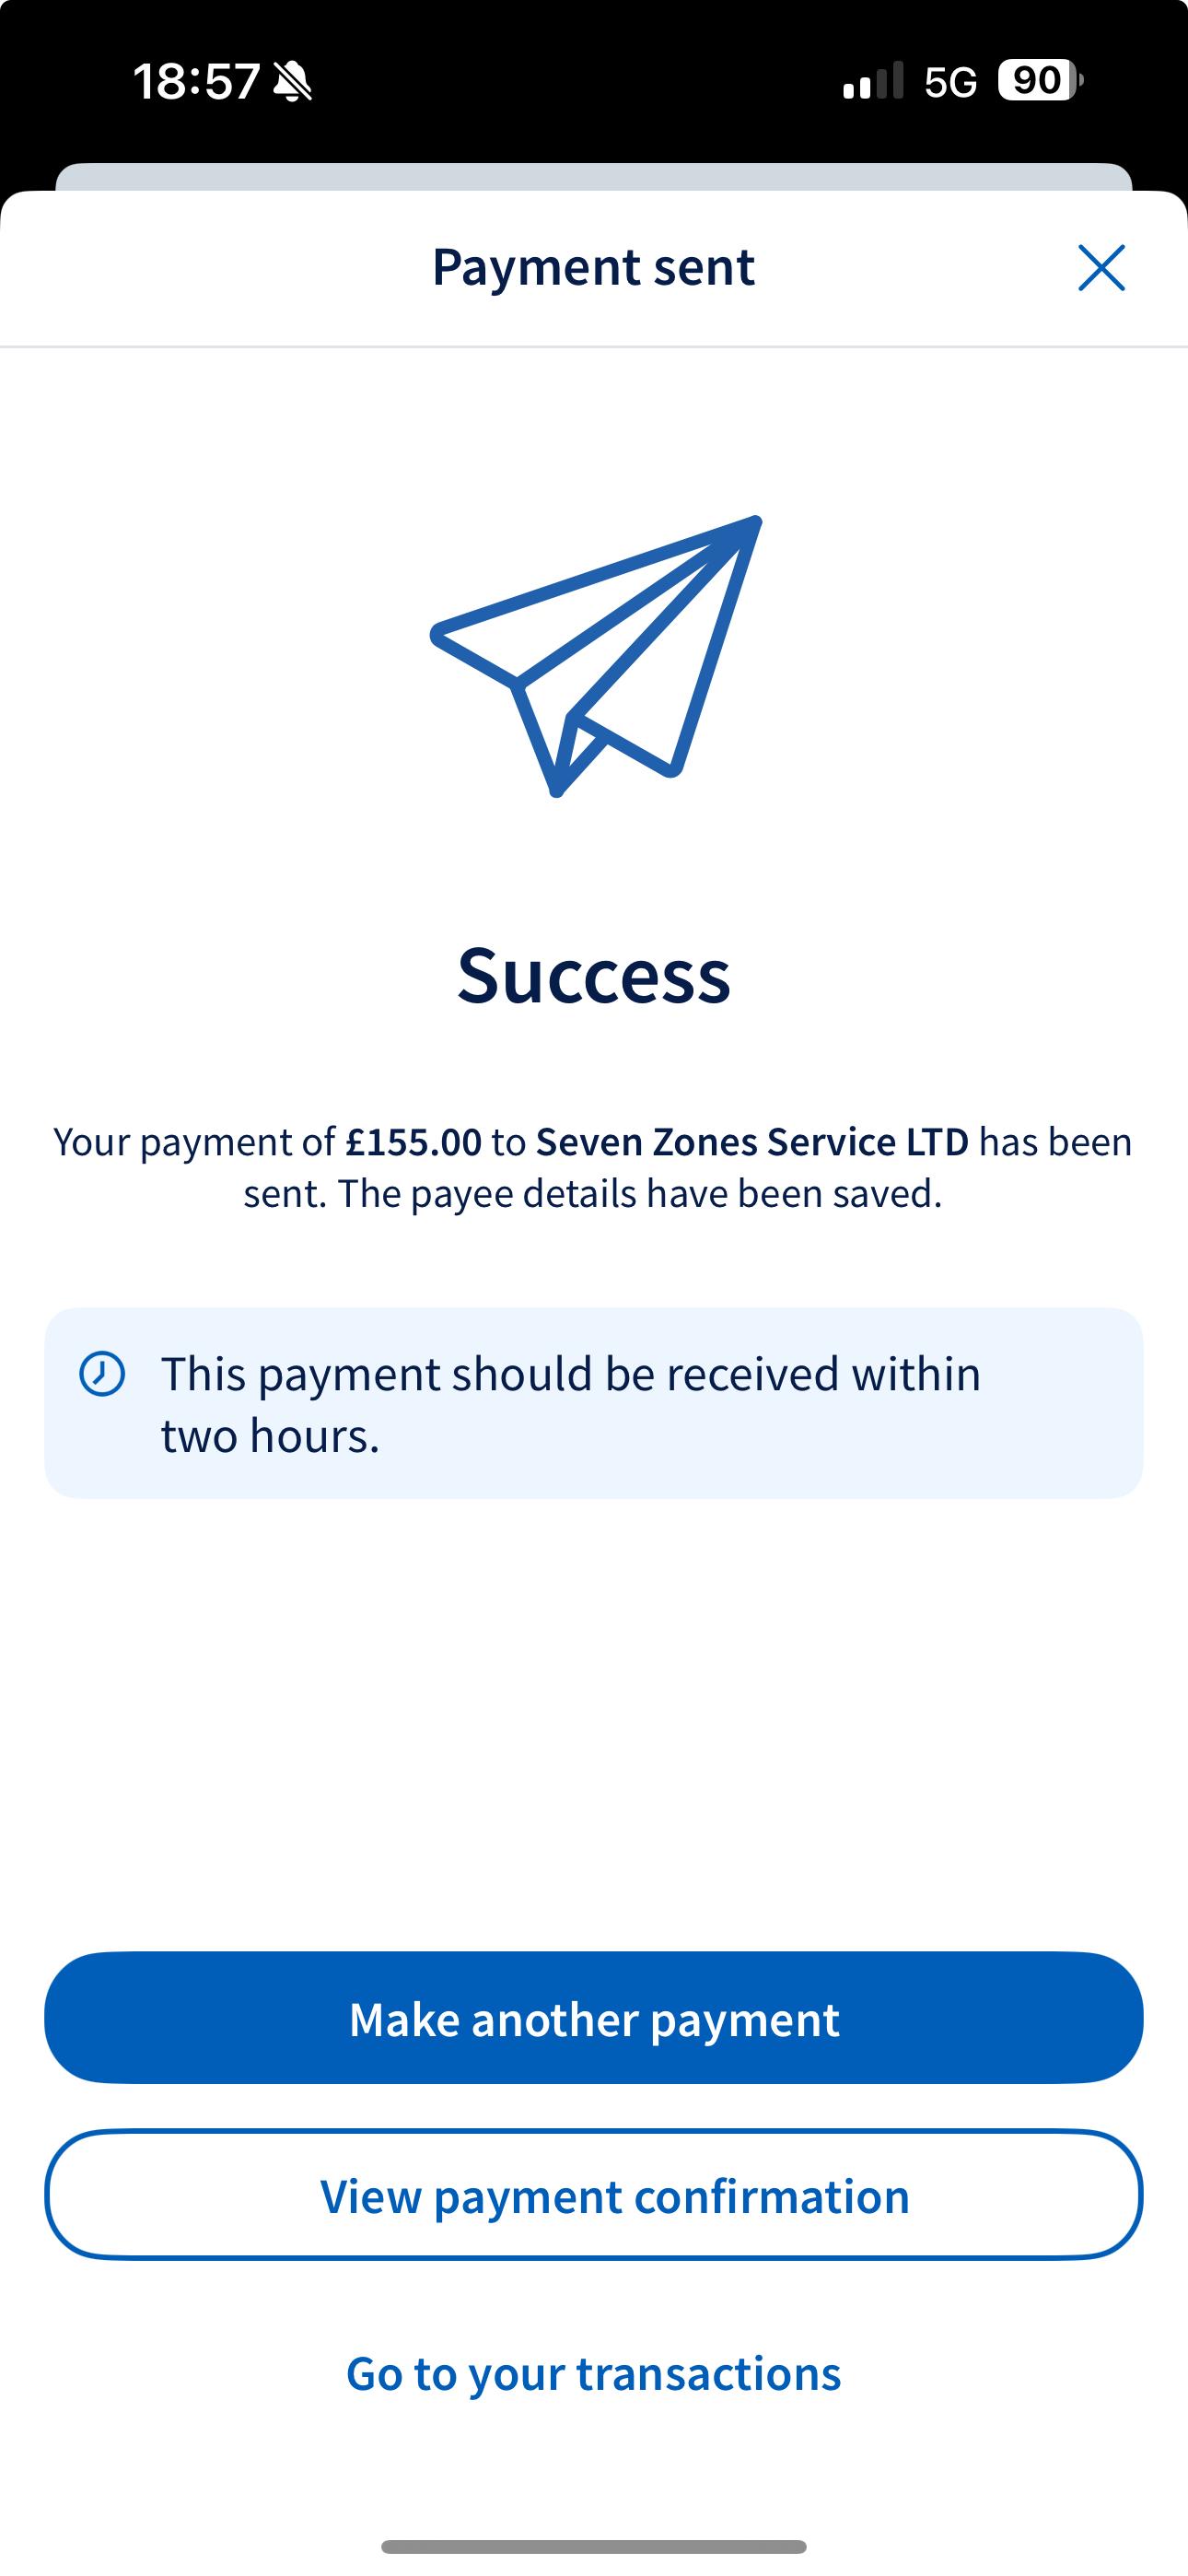 18:57 5G 90
Payment sent
Success
Your payment of £155.00 to Seven Zones Service LTD has been
sent. The payee details have been saved.
This payment should be received within
two hours.
Make another payment
View payment confirmation
Go to your transactions